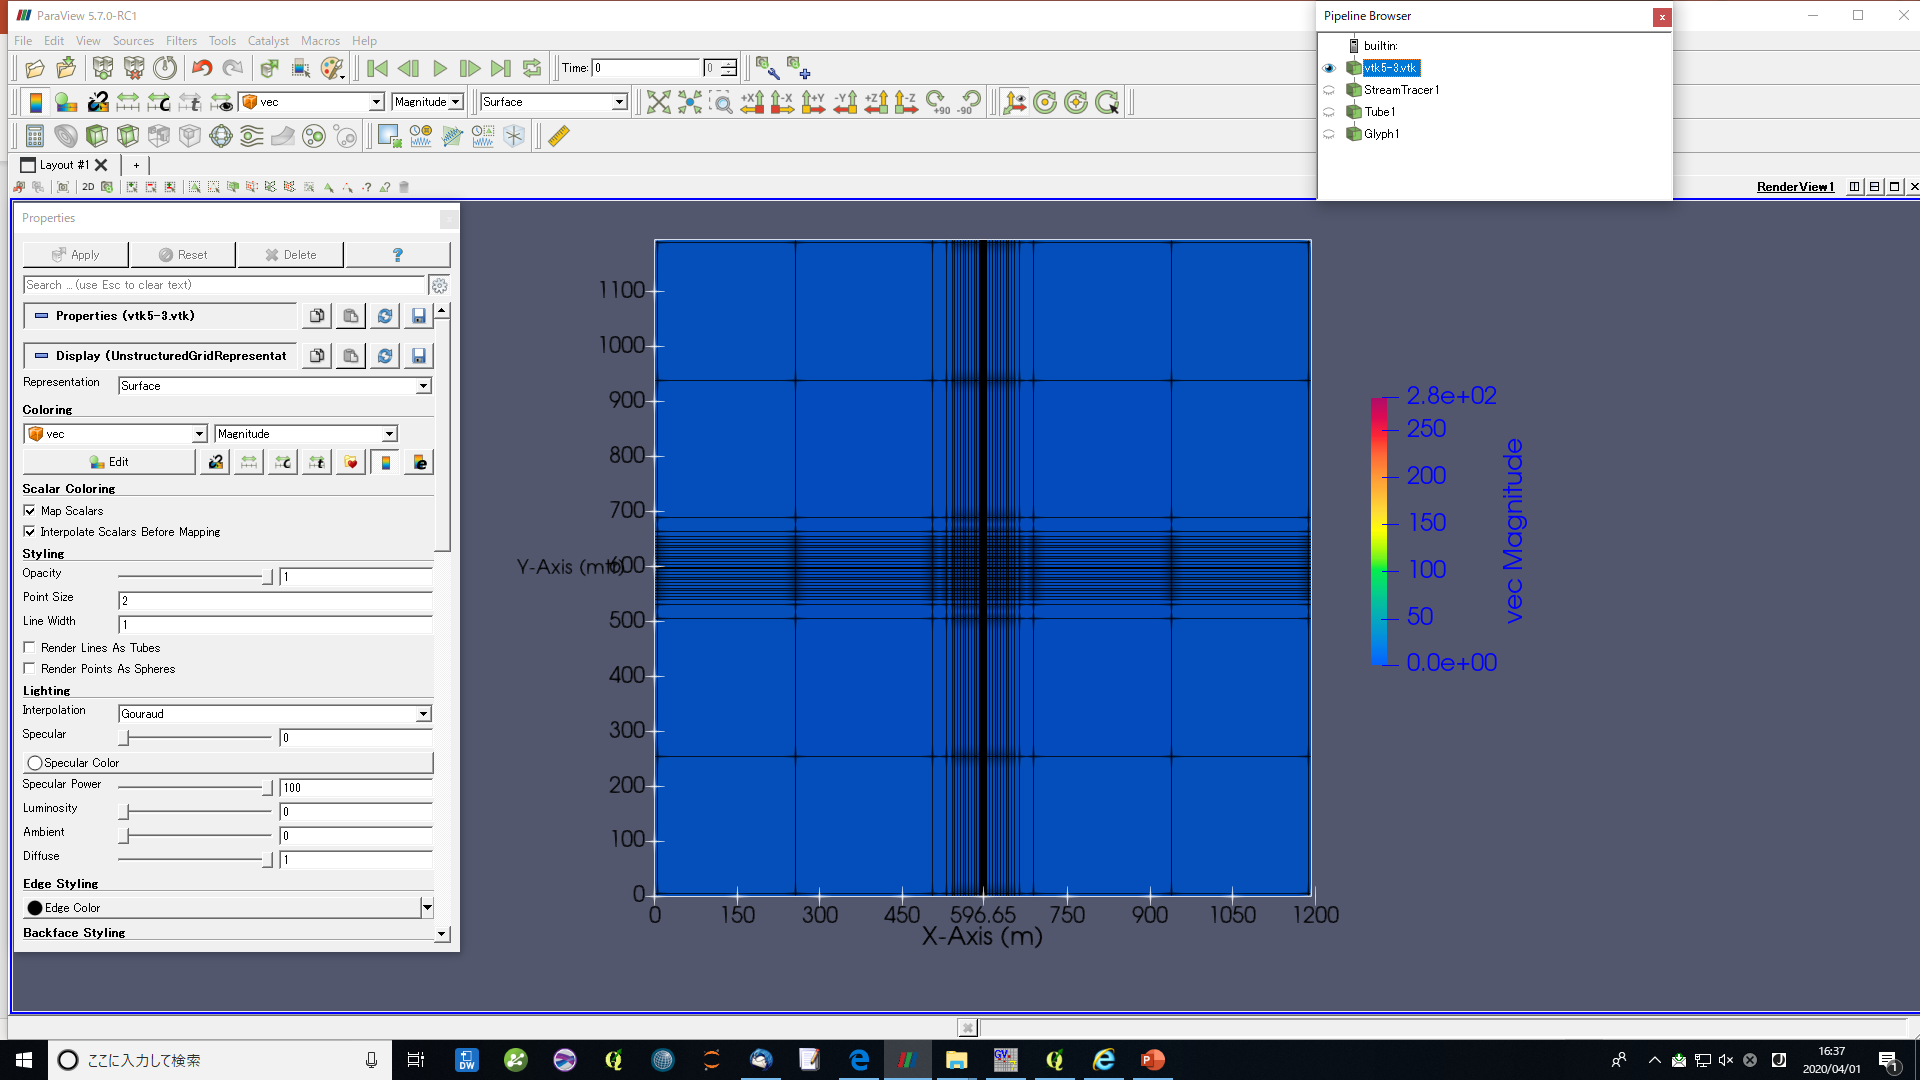 ParaView 5.7.0-RC1
File Edit View Sources Filters Tools Catalyst Macros Help
Time: 0 0
vec Magnitude Surface
+X -X +Y -Y +Z -Z +90 -90
Layout #1 +
2D
RenderView1
Pipeline Browser
builtin:
vtk5-3.vtk
StreamTracer1
Tube1
Glyph1
Properties
Apply Reset Delete ?
Search ... (use Esc to clear text)
Properties (vtk5-3.vtk)
Display (UnstructuredGridRepresentat
Representation Surface
Coloring
vec Magnitude
Edit
Scalar Coloring
Map Scalars
Interpolate Scalars Before Mapping
Styling
Opacity 1
Point Size 2
Line Width 1
Render Lines As Tubes
Render Points As Spheres
Lighting
Interpolation Gouraud
Specular 0
Specular Color
Specular Power 100
Luminosity 0
Ambient 0
Diffuse 1
Edge Styling
Edge Color
Backface Styling
1100
1000
900
800
700
600
500
400
300
200
100
0
Y-Axis (m)
0 150 300 450 596.65 750 900 1050 1200
X-Axis (m)
2.8e+02
250
200
150
100
50
0.0e+00
vec Magnitude
ここに入力して検索
DW
GV
16:37
2020/04/01
1